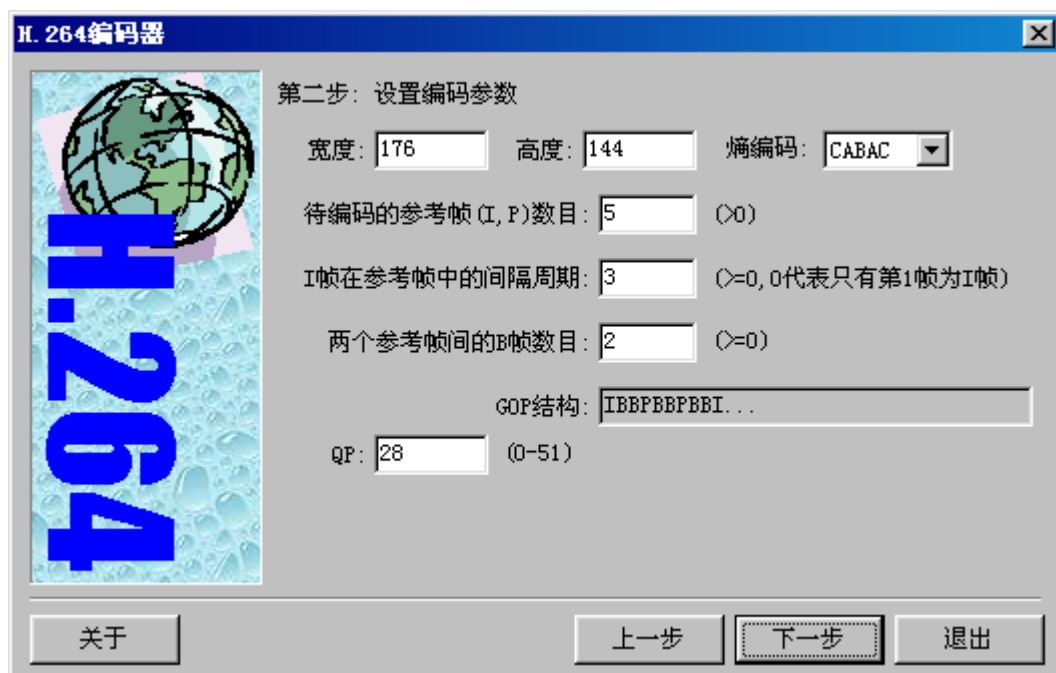 H.264编码器
H.264
第二步: 设置编码参数
宽度: 176 高度: 144 熵编码: CABAC
待编码的参考帧(I,P)数目: 5 (>0)
I帧在参考帧中的间隔周期: 3 (>=0,0代表只有第1帧为I帧)
两个参考帧间的B帧数目: 2 (>=0)
GOP结构: IBBPBBPBBI...
QP: 28 (0-51)
关于 上一步 下一步 退出